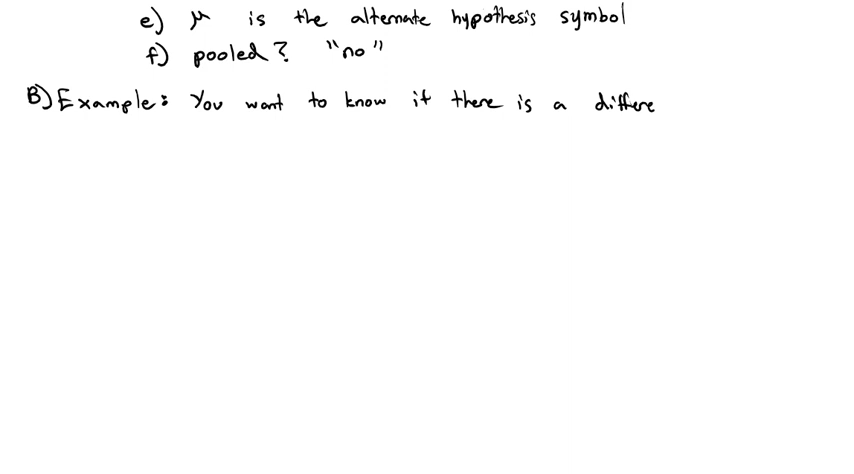 e) μ is the alternate hypothesis symbol
f) pooled? "no"
B) Example: You want to know if there is a differe